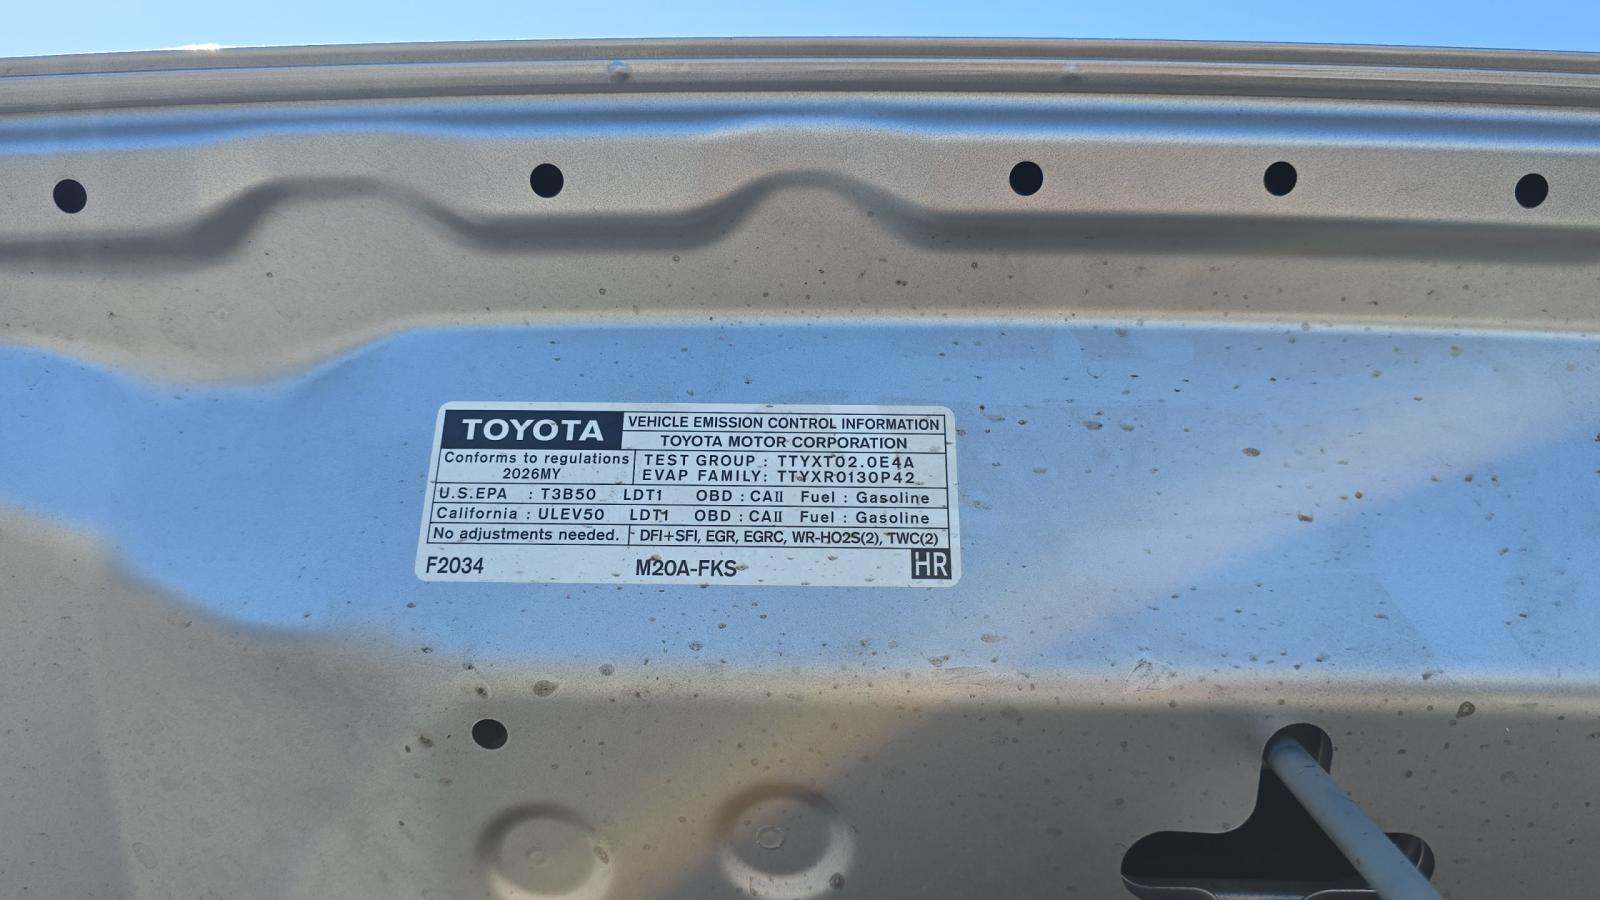 TOYOTA
VEHICLE EMISSION CONTROL INFORMATION
TOYOTA MOTOR CORPORATION
Conforms to regulations
2026MY
TEST GROUP : TTYXT02.0E4A
EVAP FAMILY: TTYXR0130P42
U.S.EPA : T3B50 LDT1 OBD : CAII Fuel : Gasoline
California : ULEV50 LDT1 OBD : CAII Fuel : Gasoline
No adjustments needed. DFI+SFI, EGR, EGRC, WR-HO2S(2), TWC(2)
F2034 M20A-FKS HR